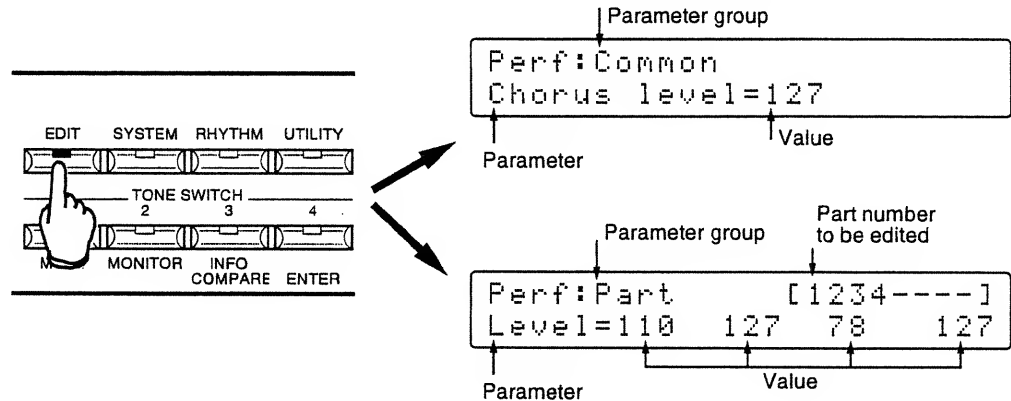 Parameter group
Perf:Common
Chorus level=127
Value
Parameter
EDIT SYSTEM RHYTHM UTILITY
TONE SWITCH
2 3 4
MONITOR INFO COMPARE ENTER
Parameter group
Part number
to be edited
Perf:Part [1234----]
Level=110 127 78 127
Value
Parameter